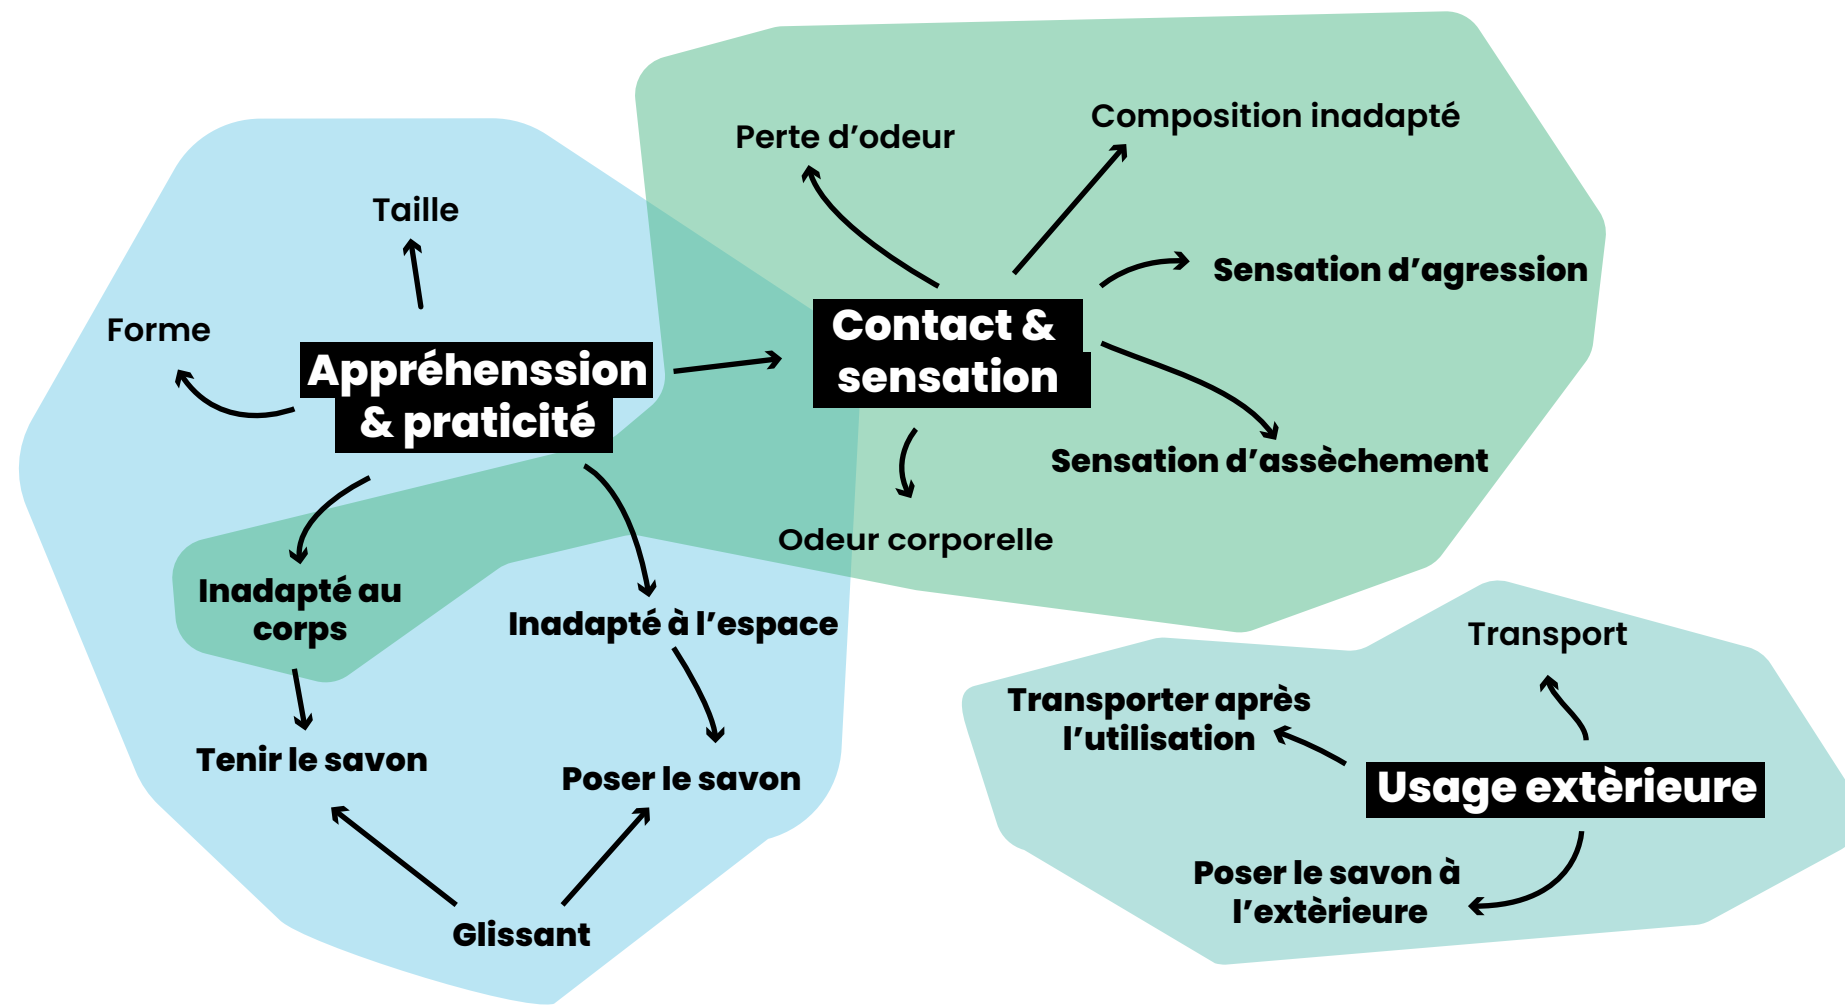 Taille
Forme
Appréhenssion
& praticité
Inadapté au
corps
Inadapté à l’espace
Tenir le savon
Poser le savon
Glissant
Perte d’odeur
Composition inadapté
Contact &
sensation
Sensation d’agression
Sensation d’assèchement
Odeur corporelle
Transport
Transporter après
l’utilisation
Usage extèrieure
Poser le savon à
l’extèrieure